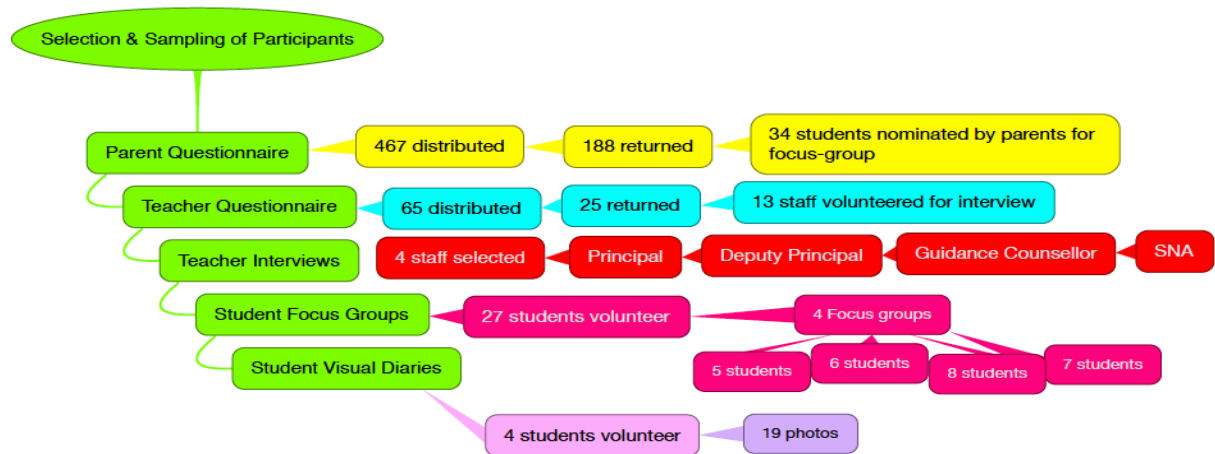 Selection & Sampling of Participants
Parent Questionnaire
467 distributed
188 returned
34 students nominated by parents for
focus-group
Teacher Questionnaire
65 distributed
25 returned
13 staff volunteered for interview
Teacher Interviews
4 staff selected
Principal
Deputy Principal
Guidance Counsellor
SNA
Student Focus Groups
27 students volunteer
4 Focus groups
5 students
6 students
8 students
7 students
Student Visual Diaries
4 students volunteer
19 photos